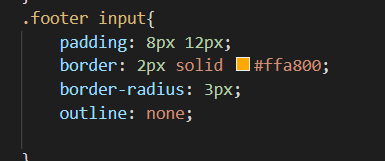 }
.footer input{
padding: 8px 12px;
border: 2px solid #ffa800;
border-radius: 3px;
outline: none;
}